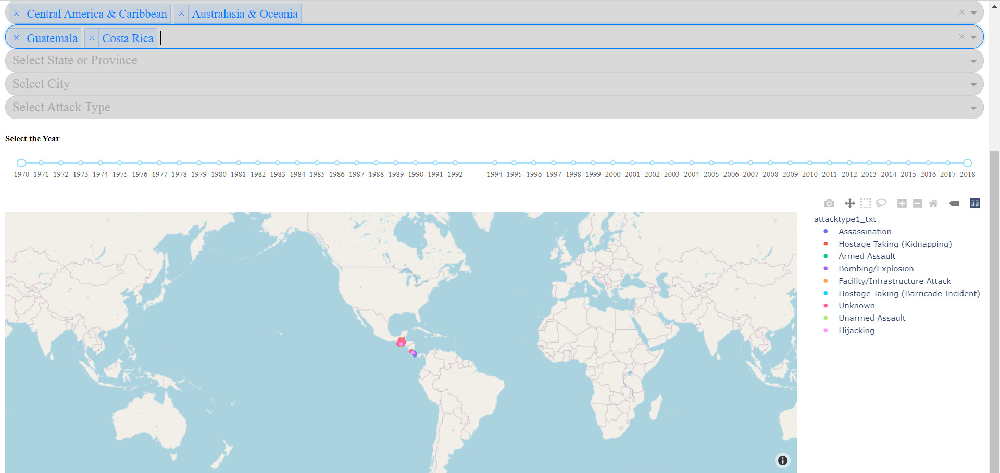 × Central America & Caribbean × Australasia & Oceania ×
× Guatemala × Costa Rica ×
Select State or Province
Select City
Select Attack Type
Select the Year
1970 1971 1972 1973 1974 1975 1976 1977 1978 1979 1980 1981 1982 1983 1984 1985 1986 1987 1988 1989 1990 1991 1992 1994 1995 1996 1997 1998 1999 2000 2001 2002 2003 2004 2005 2006 2007 2008 2009 2010 2011 2012 2013 2014 2015 2016 2017 2018
attacktype1_txt
Assassination
Hostage Taking (Kidnapping)
Armed Assault
Bombing/Explosion
Facility/Infrastructure Attack
Hostage Taking (Barricade Incident)
Unknown
Unarmed Assault
Hijacking